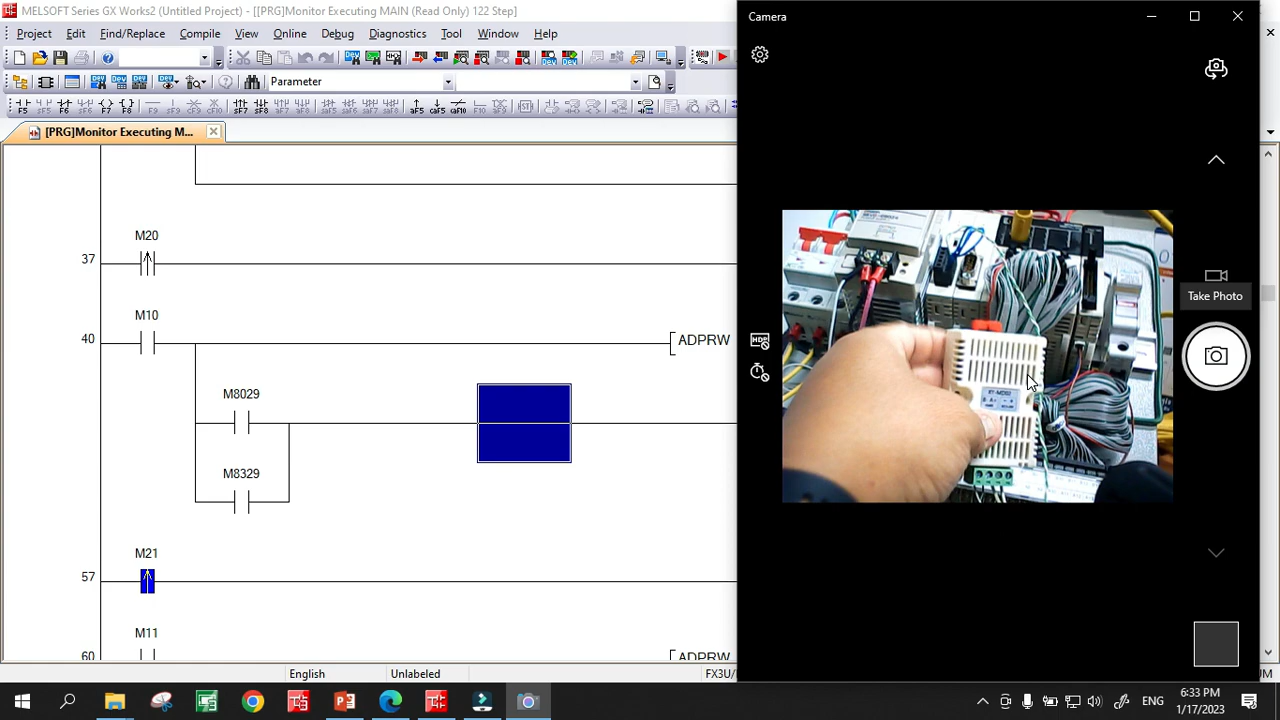 MELSOFT Series GX Works2 (Untitled Project) - [[PRG]Monitor Executing MAIN (Read Only) 122 Step]
Project Edit Find/Replace Compile View Online Debug Diagnostics Tool Window Help
Parameter
[PRG]Monitor Executing M...
M20
37
M10
40
ADPRW
M8029
M8329
M21
57
M11
60
ADPRW
English
Unlabeled
FX3U/
UM
Camera
Take Photo
ENG
6:33 PM
1/17/2023